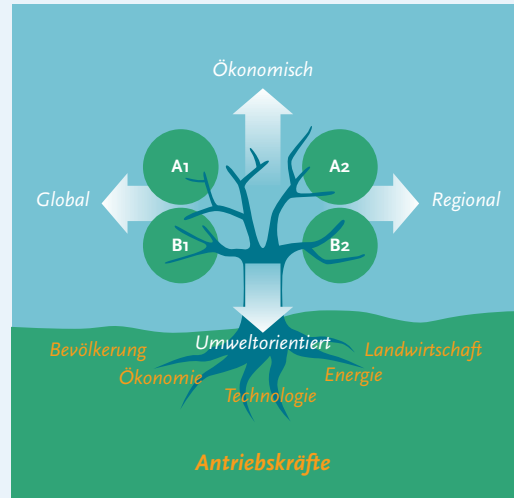 Ökonomisch
A1
A2
Global
Regional
B1
B2
Umweltorientiert
Bevölkerung
Landwirtschaft
Ökonomie
Energie
Technologie
Antriebskräfte